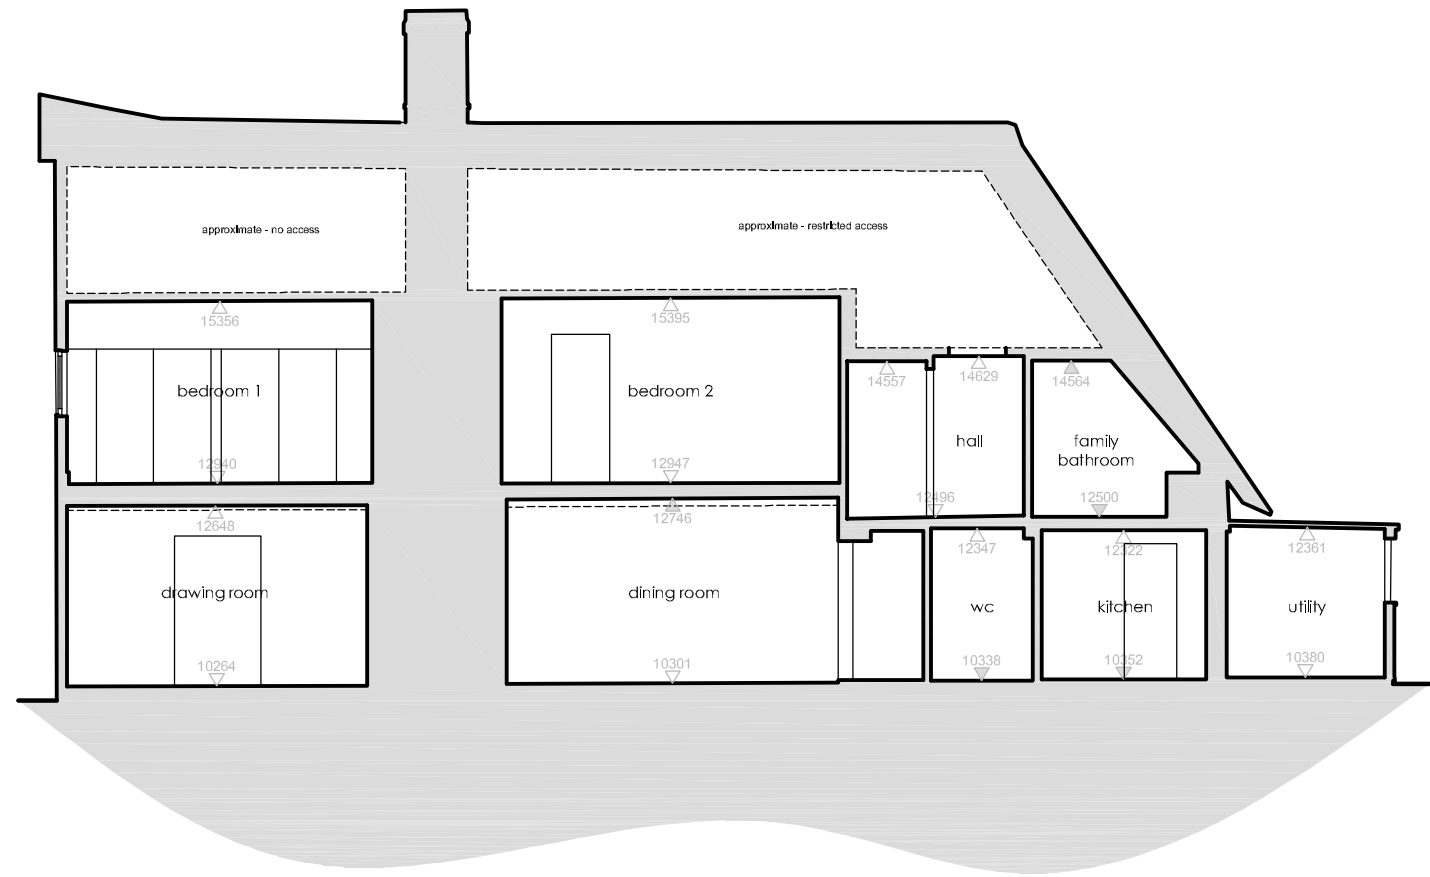 approximate - no access
approximate - restricted access
15356
15395
bedroom 1
bedroom 2
14557
14629
14564
hall
family
bathroom
12940
12947
12496
12500
12648
12746
12347
12322
12361
drawing room
dining room
wc
kitchen
utility
10264
10301
10338
10352
10380